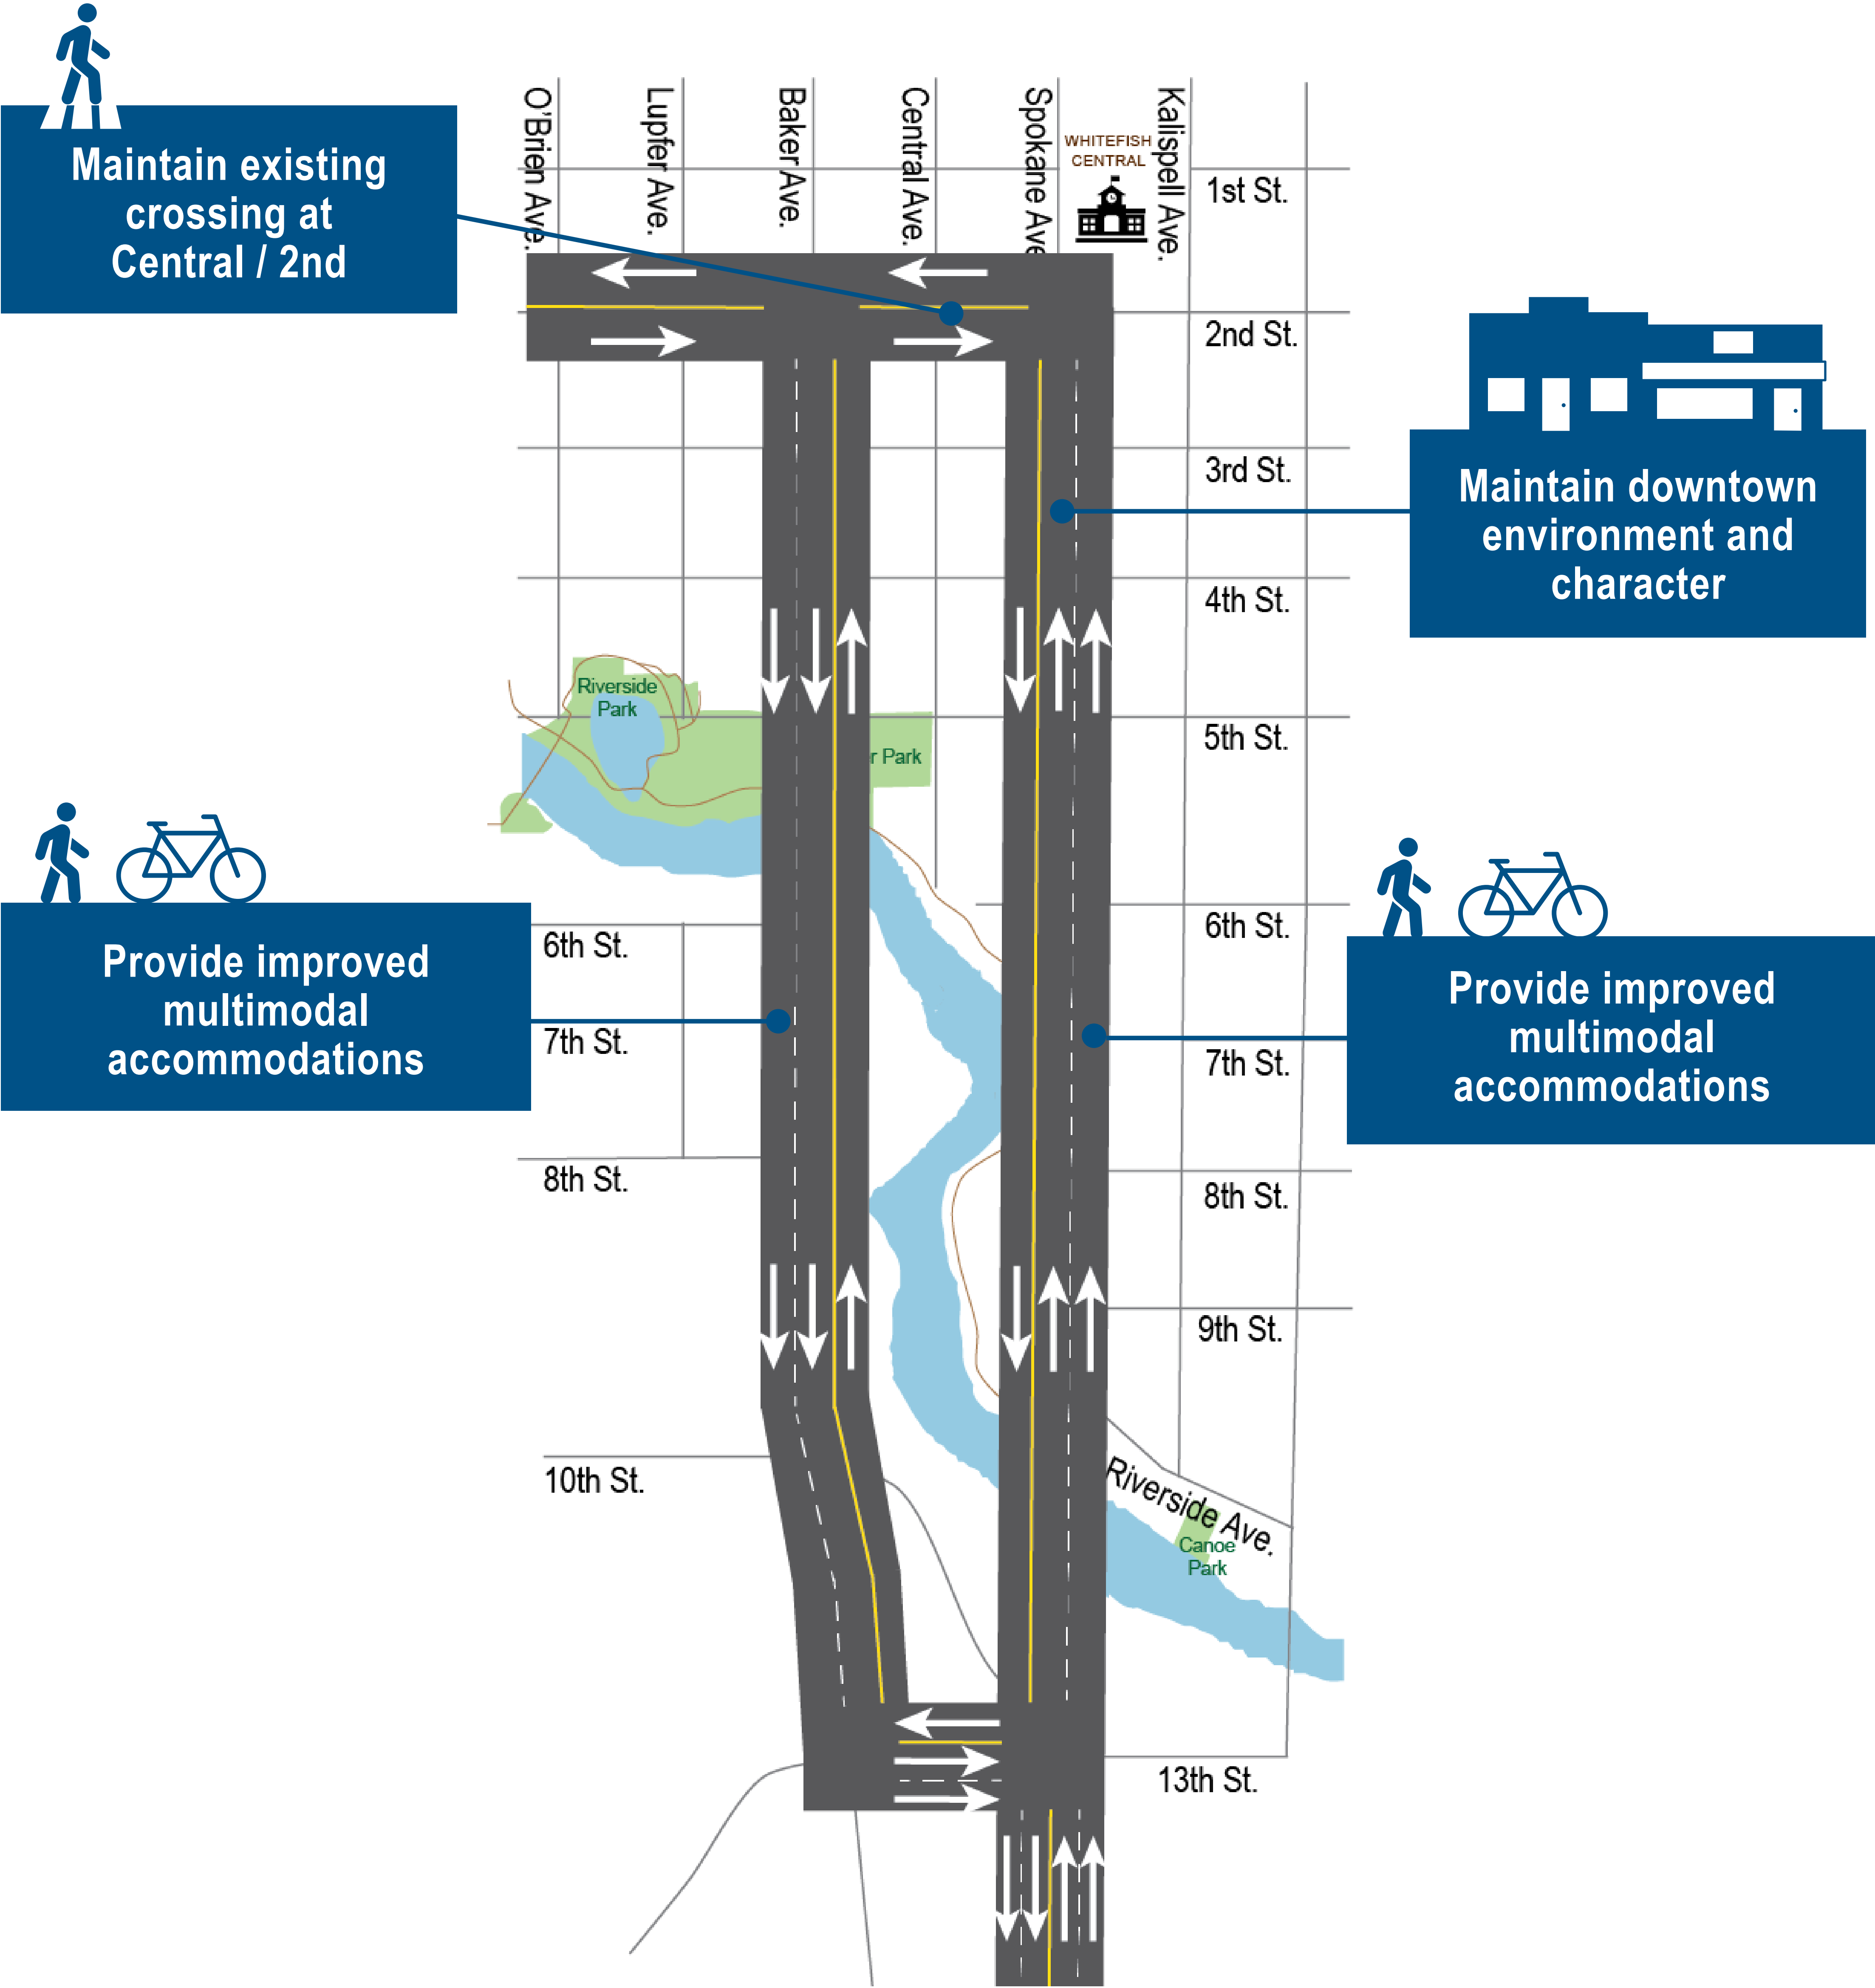 Maintain existing
crossing at
Central / 2nd
O'Brien Ave.
Lupfer Ave.
Baker Ave.
Central Ave.
Spokane Ave
Kalispell Ave.
WHITEFISH
CENTRAL
1st St.
2nd St.
3rd St.
Maintain downtown
environment and
character
4th St.
Riverside
Park
r Park
5th St.
6th St.
6th St.
Provide improved
multimodal
accommodations
7th St.
Provide improved
multimodal
accommodations
7th St.
8th St.
8th St.
9th St.
10th St.
Riverside Ave.
Canoe
Park
13th St.